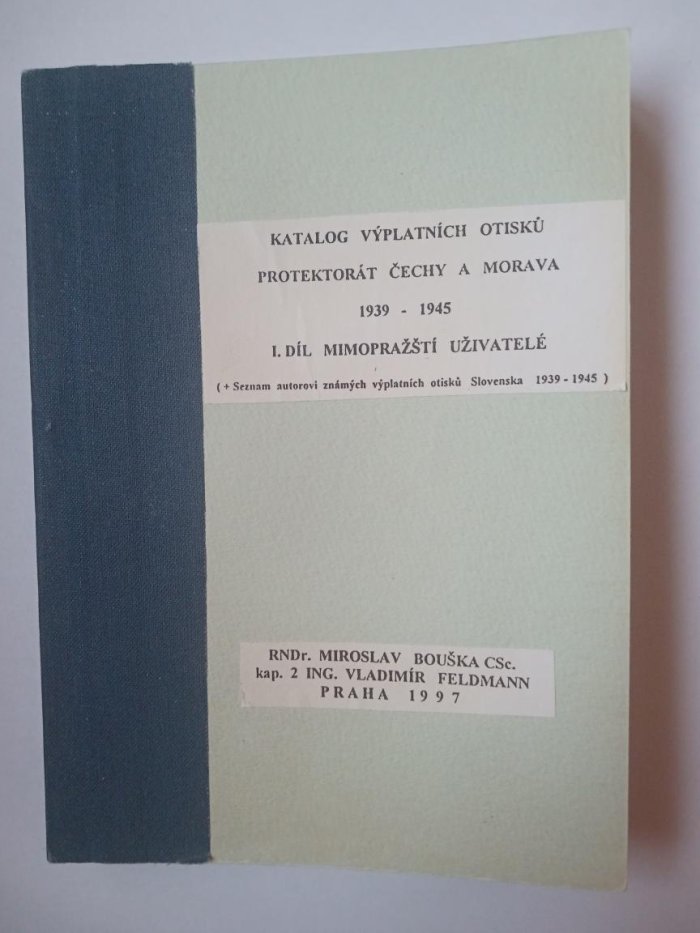 KATALOG VÝPLATNÍCH OTISKŮ
PROTEKTORÁT ČECHY A MORAVA
1939 - 1945
I. DÍL MIMOPRAŽŠTÍ UŽIVATELÉ
( + Seznam autorovi známých výplatních otisků Slovenska 1939 - 1945 )
RNDr. MIROSLAV BOUŠKA CSc.
kap. 2 ING. VLADIMÍR FELDMANN
PRAHA 1997